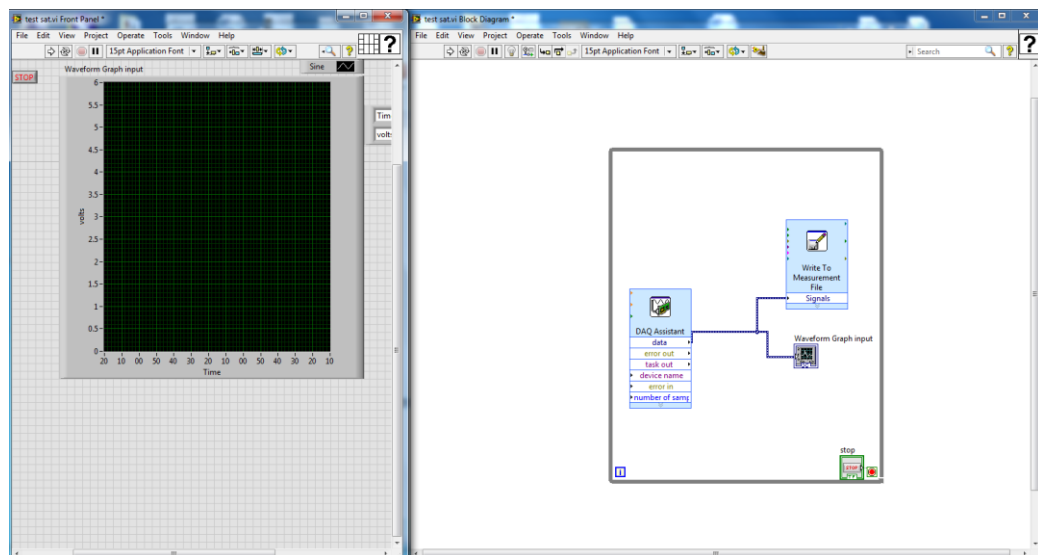 test sat.vi Front Panel *
File Edit View Project Operate Tools Window Help
15pt Application Font
?
?
STOP
Waveform Graph input
Sine
6
5.5
5
4.5
4
3.5
3
2.5
2
1.5
1
0.5
0
volts
20 10 00 50 40 30 20 10 00 50 40 30 20 10
Time
Tim
volts
test sat.vi Block Diagram *
File Edit View Project Operate Tools Window Help
15pt Application Font
Search
?
?
Write To
Measurement
File
Signals
DAQ Assistant
data
error out
task out
device name
error in
number of samp
Waveform Graph input
stop
STOP
TF
i